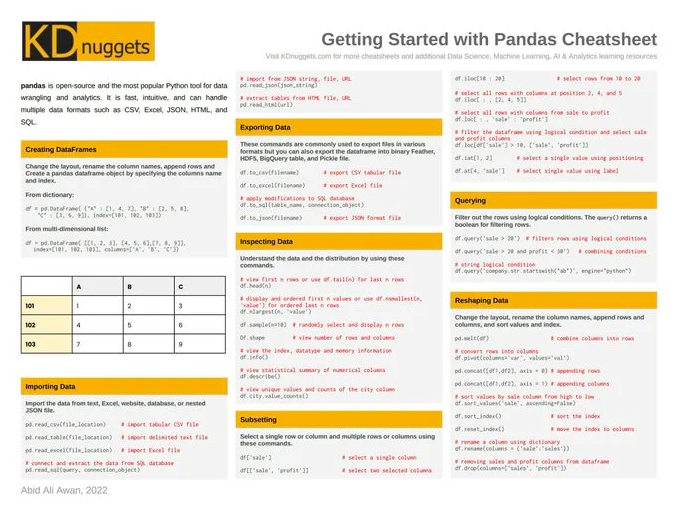 KD nuggets
Getting Started with Pandas Cheatsheet
Visit KDnuggets.com for more cheatsheets and additional Data Science, Machine Learning, AI & Analytics learning resources
pandas is open-source and the most popular Python tool for data
wrangling and analytics. It is fast, intuitive, and can handle
multiple data formats such as CSV, Excel, JSON, HTML, and
SQL.
Creating DataFrames
Change the layout, rename the column names, append rows and
Create a pandas dataframe object by specifying the columns name
and index.
From dictionary:
df = pd.DataFrame( {"A" : [1, 4, 7], "B" : [2, 5, 8],
"C" : [3, 6, 9]}, index=[101, 102, 103])
From multi-dimensional list:
df = pd.DataFrame( [[1, 2, 3], [4, 5, 6],[7, 8, 9]],
index=[101, 102, 103], columns=['A', 'B', 'C'])
A B C
101 1 2 3
102 4 5 6
103 7 8 9
Importing Data
Import the data from text, Excel, website, database, or nested
JSON file.
pd.read_csv(file_location) # import tabular CSV file
pd.read_table(file_location) # import delimited text file
pd.read_excel(file_location) # import Excel file
# connect and extract the data from SQL database
pd.read_sql(query, connection_object)
# import from JSON string, file, URL
pd.read_json(json_string)
# extract tables from HTML file, URL
pd.read_html(url)
Exporting Data
These commands are commonly used to export files in various
formats but you can also export the dataframe into binary Feather,
HDF5, BigQuery table, and Pickle file.
df.to_csv(filename) # export CSV tabular file
df.to_excel(filename) # export Excel file
# apply modifications to SQL database
df.to_sql(table_name, connection_object)
df.to_json(filename) # export JSON format file
Inspecting Data
Understand the data and the distribution by using these
commands.
# view first n rows or use df.tail(n) for last n rows
df.head(n)
# display and ordered first n values or use df.nsmallest(n,
'value') for ordered last n rows
df.nlargest(n, 'value')
df.sample(n=10) # randomly select and display n rows
Df.shape # view number of rows and columns
# view the index, datatype and memory information
df.info()
# view statistical summary of numerical columns
df.describe()
# view unique values and counts of the city column
df.city.value_counts()
Subsetting
Select a single row or column and multiple rows or columns using
these commands.
df['sale'] # select a single column
df[['sale', 'profit']] # select two selected columns
df.iloc[10 : 20] # select rows from 10 to 20
# select all rows with columns at position 2, 4, and 5
df.iloc[ : , [2, 4, 5]]
# select all rows with columns from sale to profit
df.loc[ : , 'sale' : 'profit']
# filter the dataframe using logical condition and select sale
and profit columns
df.loc[df['sale'] > 10, ['sale', 'profit']]
df.iat[1, 2] # select a single value using positioning
df.at[4, 'sale'] # select single value using label
Querying
Filter out the rows using logical conditions. The query() returns a
boolean for filtering rows.
df.query('sale > 20') # filters rows using logical conditions
df.query('sale > 20 and profit < 30') # combining conditions
# string logical condition
df.query('company.str.startswith("ab")', engine="python")
Reshaping Data
Change the layout, rename the column names, append rows and
columns, and sort values and index.
pd.melt(df) # combine columns into rows
# convert rows into columns
df.pivot(columns='var', values='val')
pd.concat([df1,df2], axis = 0) # appending rows
pd.concat([df1,df2], axis = 1) # appending columns
# sort values by sale column from high to low
df.sort_values('sale', ascending=False)
df.sort_index() # sort the index
df.reset_index() # move the index to columns
# rename a column using dictionary
df.rename(columns = {'sale':'sales'})
# removing sales and profit columns from dataframe
df.drop(columns=['sales', 'profit'])
Abid Ali Awan, 2022